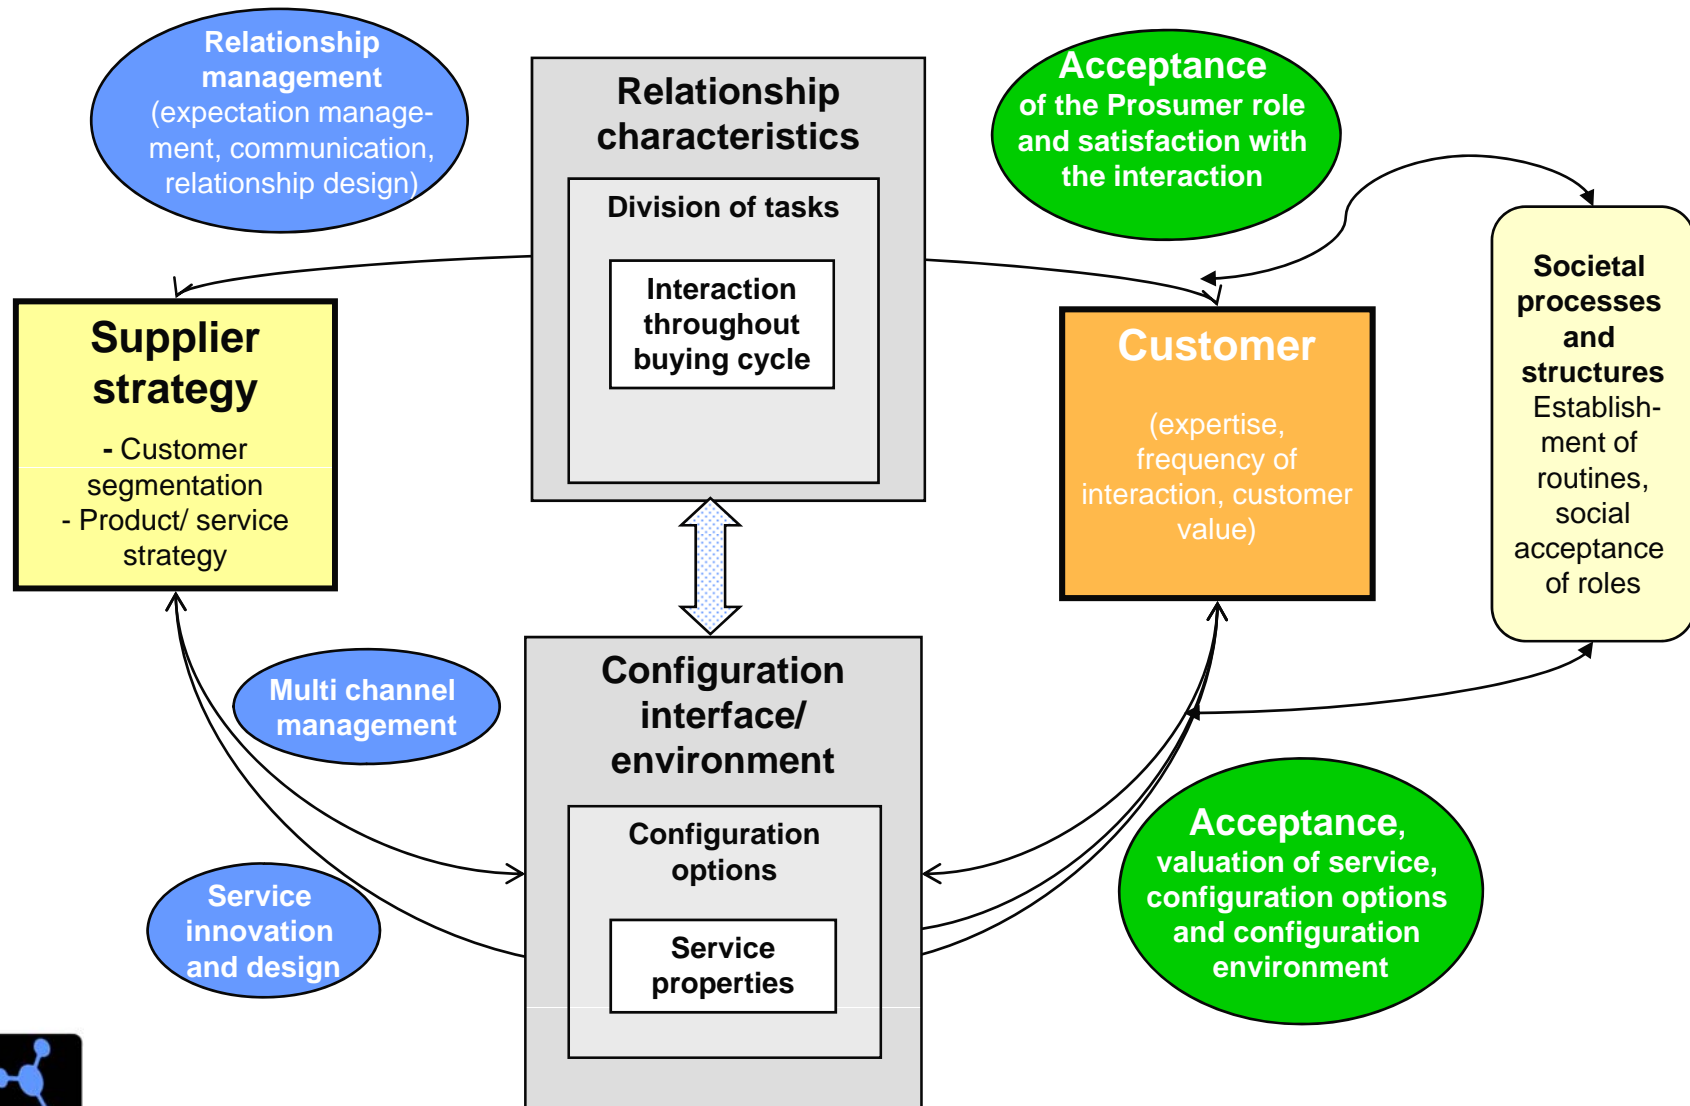 Relationship
management
(expectation manage-
ment, communication,
relationship design)
Relationship
characteristics
Division of tasks
Interaction
throughout
buying cycle
Acceptance
of the Prosumer role
and satisfaction with
the interaction
Supplier
strategy
- Customer
segmentation
- Product/ service
strategy
Customer
(expertise,
frequency of
interaction, customer
value)
Societal
processes
and
structures
Establish-
ment of
routines,
social
acceptance
of roles
Multi channel
management
Service
innovation
and design
Configuration
interface/
environment
Configuration
options
Service
properties
Acceptance,
valuation of service,
configuration options
and configuration
environment